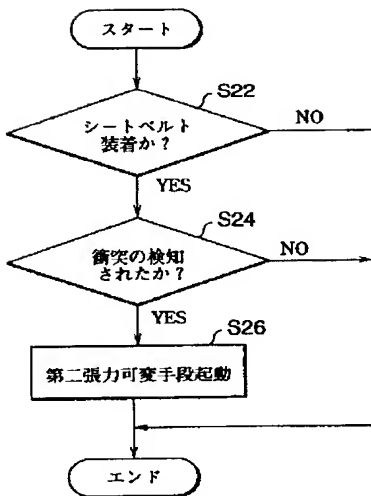 スタート
S22
シートベルト
装着か?
NO
YES
S24
衝突の検知
されたか?
NO
YES
S26
第二張力可変手段起動
エンド